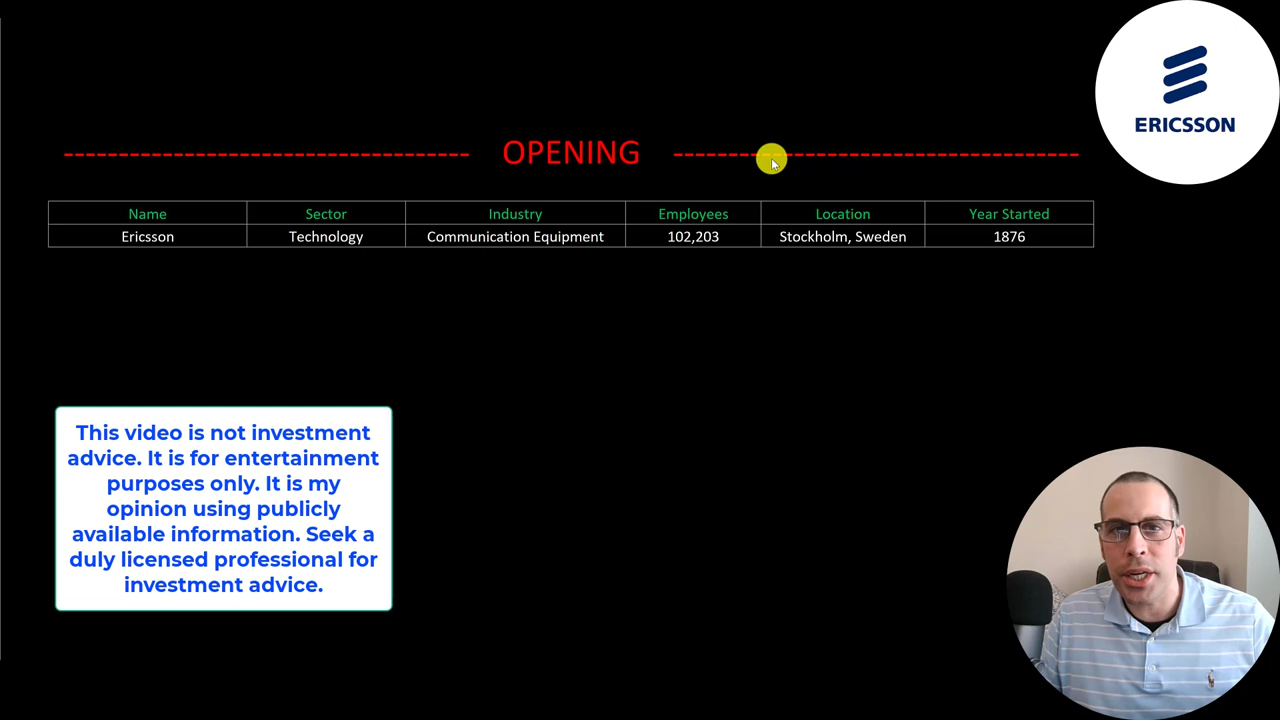 ERICSSON
OPENING
Name Sector Industry Employees Location Year Started
Ericsson Technology Communication Equipment 102,203 Stockholm, Sweden 1876
This video is not investment
advice. It is for entertainment
purposes only. It is my
opinion using publicly
available information. Seek a
duly licensed professional for
investment advice.